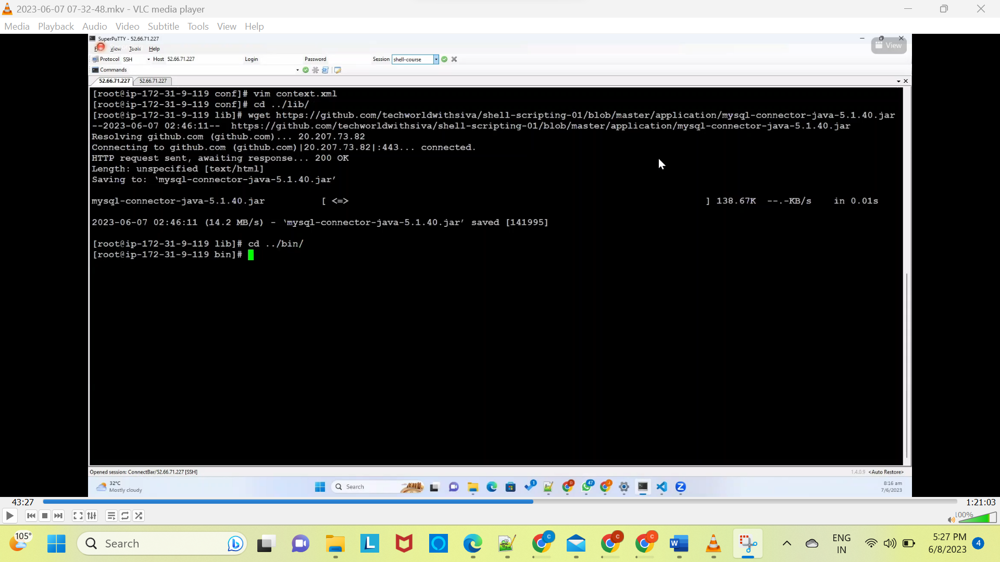 2023-06-07 07-32-48.mkv - VLC media player
Media Playback Audio Video Subtitle Tools View Help
SuperPuTTY - 52.66.71.227
View Tools Help
View
Protocol SSH Host 52.66.71.227 Login Password Session shell-course
Commands
52.66.71.227 52.66.71.227
[root@ip-172-31-9-119 conf]# vim context.xml
[root@ip-172-31-9-119 conf]# cd ../lib/
[root@ip-172-31-9-119 lib]# wget https://github.com/techworldwithsiva/shell-scripting-01/blob/master/application/mysql-connector-java-5.1.40.jar
--2023-06-07 02:46:11-- https://github.com/techworldwithsiva/shell-scripting-01/blob/master/application/mysql-connector-java-5.1.40.jar
Resolving github.com (github.com)... 20.207.73.82
Connecting to github.com (github.com)|20.207.73.82|:443... connected.
HTTP request sent, awaiting response... 200 OK
Length: unspecified [text/html]
Saving to: ‘mysql-connector-java-5.1.40.jar’
mysql-connector-java-5.1.40.jar [ <=> ] 138.67K --.-KB/s in 0.01s
2023-06-07 02:46:11 (14.2 MB/s) - ‘mysql-connector-java-5.1.40.jar’ saved [141995]
[root@ip-172-31-9-119 lib]# cd ../bin/
[root@ip-172-31-9-119 bin]#
Opened session: ConnectBar/52.66.71.227 [SSH] 1.4.0.9 <Auto Restore>
32°C
Mostly cloudy
Search
8:16 am
7/6/2023
43:27 1:21:03
100%
105°
Search
ENG
IN
5:27 PM
6/8/2023
4